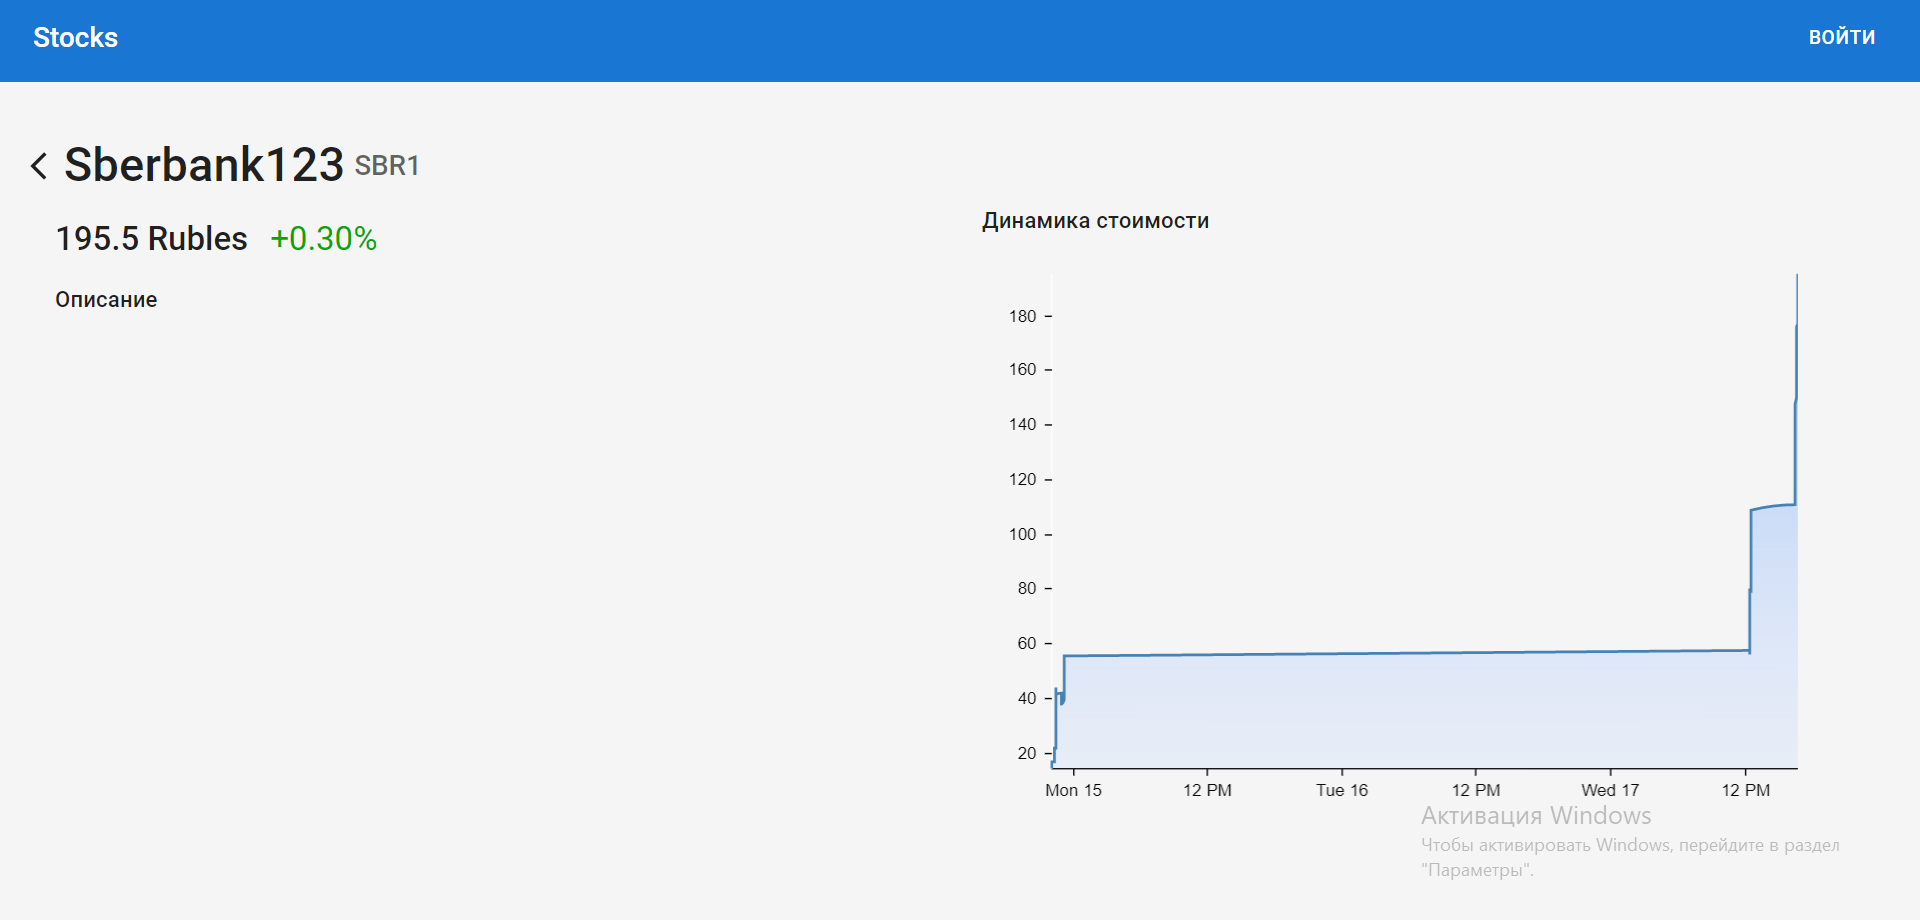 Stocks
ВОЙТИ
Sberbank123 SBR1
195.5 Rubles +0.30%
Описание
Динамика стоимости
180
160
140
120
100
80
60
40
20
Mon 15 12 PM Tue 16 12 PM Wed 17 12 PM
Активация Windows
Чтобы активировать Windows, перейдите в раздел
"Параметры".